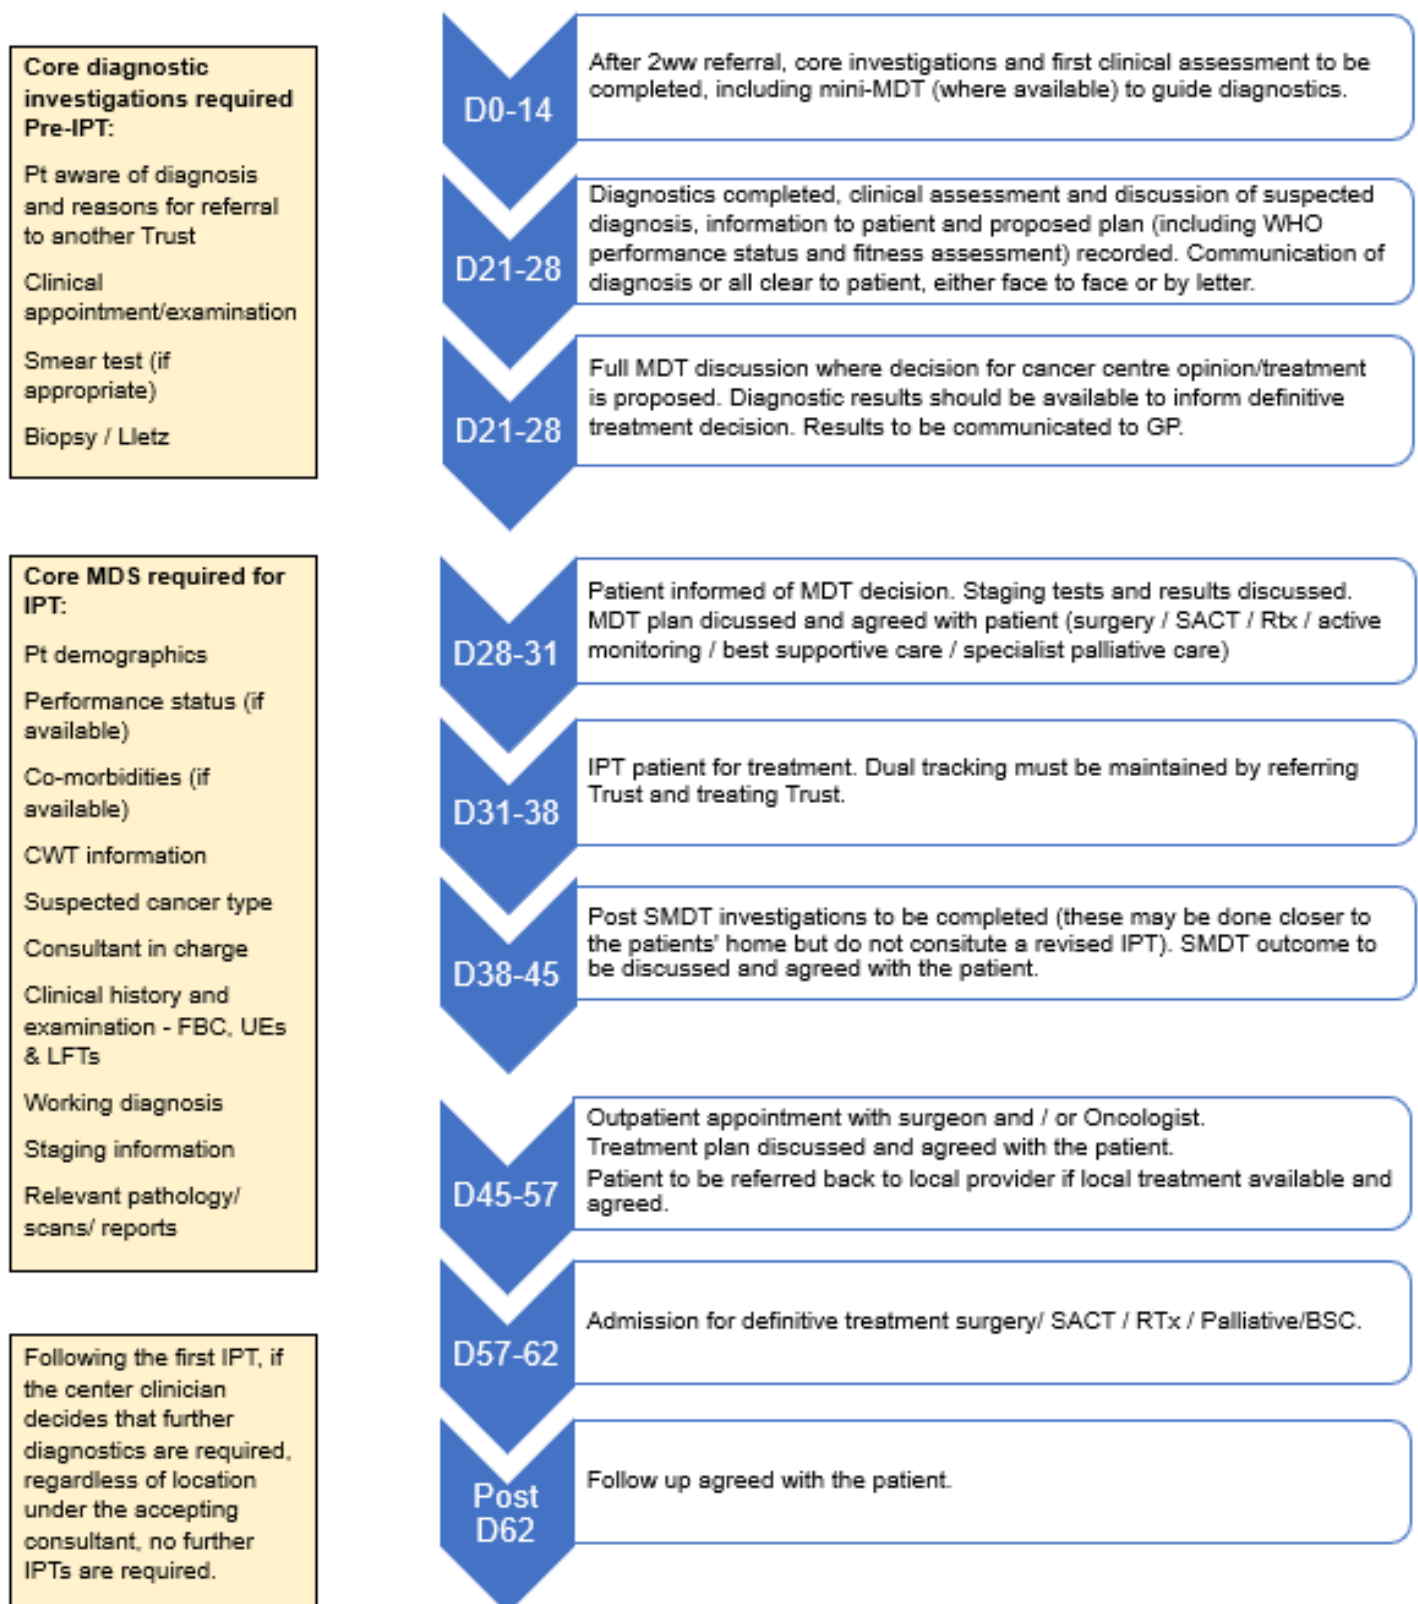 Core diagnostic
investigations required
Pre-IPT:
Pt aware of diagnosis
and reasons for referral
to another Trust
Clinical
appointment/examination
Smear test (if
appropriate)
Biopsy / Lletz
Core MDS required for
IPT:
Pt demographics
Performance status (if
available)
Co-morbidities (if
available)
CWT information
Suspected cancer type
Consultant in charge
Clinical history and
examination - FBC, UEs
& LFTs
Working diagnosis
Staging information
Relevant pathology/
scans/ reports
Following the first IPT, if
the center clinician
decides that further
diagnostics are required,
regardless of location
under the accepting
consultant, no further
IPTs are required.
D0-14
After 2ww referral, core investigations and first clinical assessment to be
completed, including mini-MDT (where available) to guide diagnostics.
D21-28
Diagnostics completed, clinical assessment and discussion of suspected
diagnosis, information to patient and proposed plan (including WHO
performance status and fitness assessment) recorded. Communication of
diagnosis or all clear to patient, either face to face or by letter.
D21-28
Full MDT discussion where decision for cancer centre opinion/treatment
is proposed. Diagnostic results should be available to inform definitive
treatment decision. Results to be communicated to GP.
D28-31
Patient informed of MDT decision. Staging tests and results discussed.
MDT plan dicussed and agreed with patient (surgery / SACT / Rtx / active
monitoring / best supportive care / specialist palliative care)
D31-38
IPT patient for treatment. Dual tracking must be maintained by referring
Trust and treating Trust.
D38-45
Post SMDT investigations to be completed (these may be done closer to
the patients' home but do not consitute a revised IPT). SMDT outcome to
be discussed and agreed with the patient.
D45-57
Outpatient appointment with surgeon and / or Oncologist.
Treatment plan discussed and agreed with the patient.
Patient to be referred back to local provider if local treatment available and
agreed.
D57-62
Admission for definitive treatment surgery/ SACT / RTx / Palliative/BSC.
Post
D62
Follow up agreed with the patient.